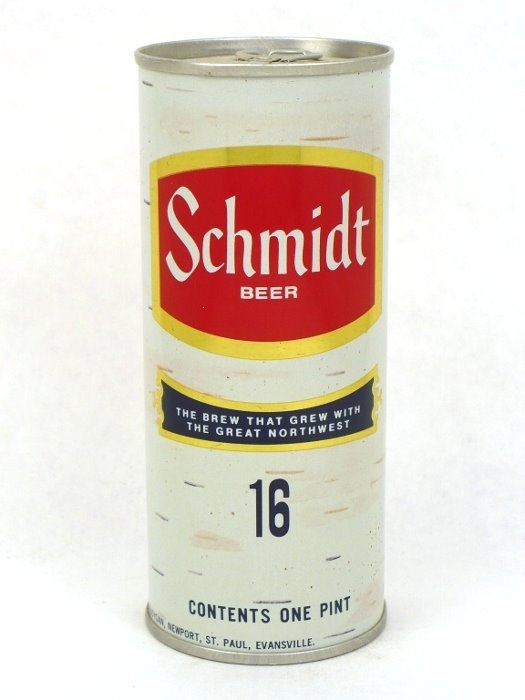 Schmidt
BEER
THE BREW THAT GREW WITH
THE GREAT NORTHWEST
16
CONTENTS ONE PINT
NEWPORT, ST. PAUL, EVANSVILLE.